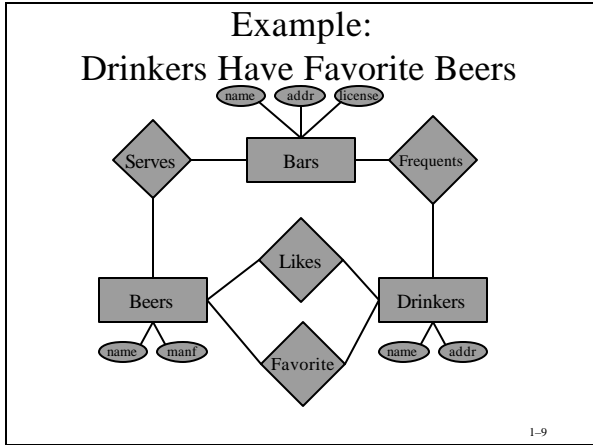 Example:
Drinkers Have Favorite Beers
name addr license
Serves Bars Frequents
Likes
Beers Drinkers
name manf Favorite name addr
1–9